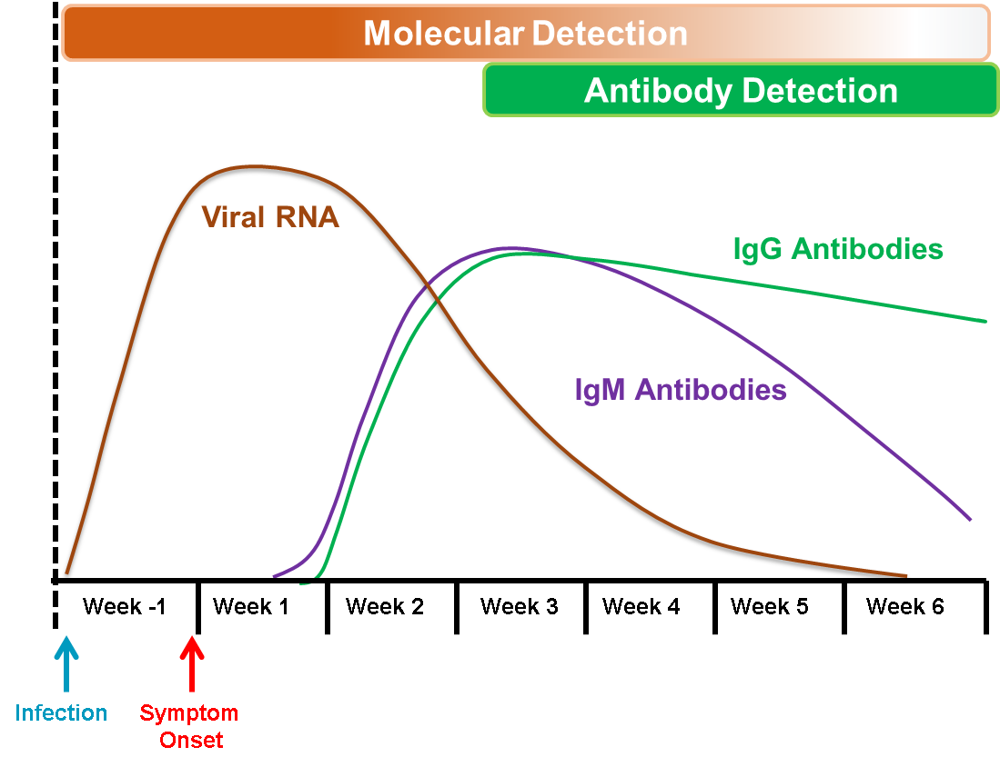 Molecular Detection
Antibody Detection
Viral RNA
IgG Antibodies
IgM Antibodies
Week -1
Week 1
Week 2
Week 3
Week 4
Week 5
Week 6
Infection
Symptom
Onset